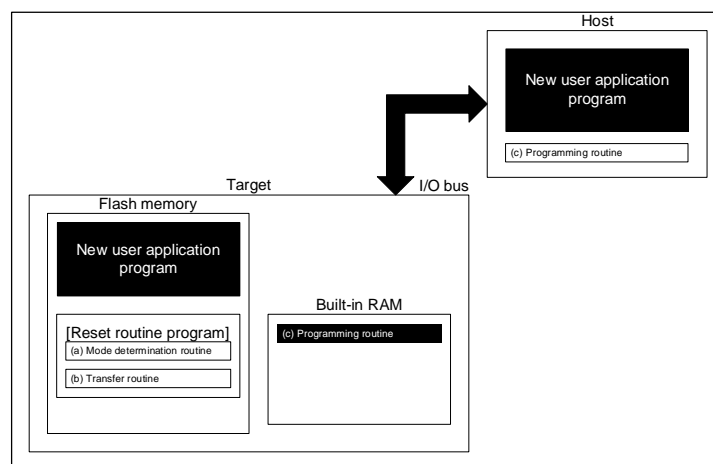 Host
New user application
program
(c) Programming routine
Target
I/O bus
Flash memory
New user application
program
[Reset routine program]
(a) Mode determination routine
(b) Transfer routine
Built-in RAM
(c) Programming routine